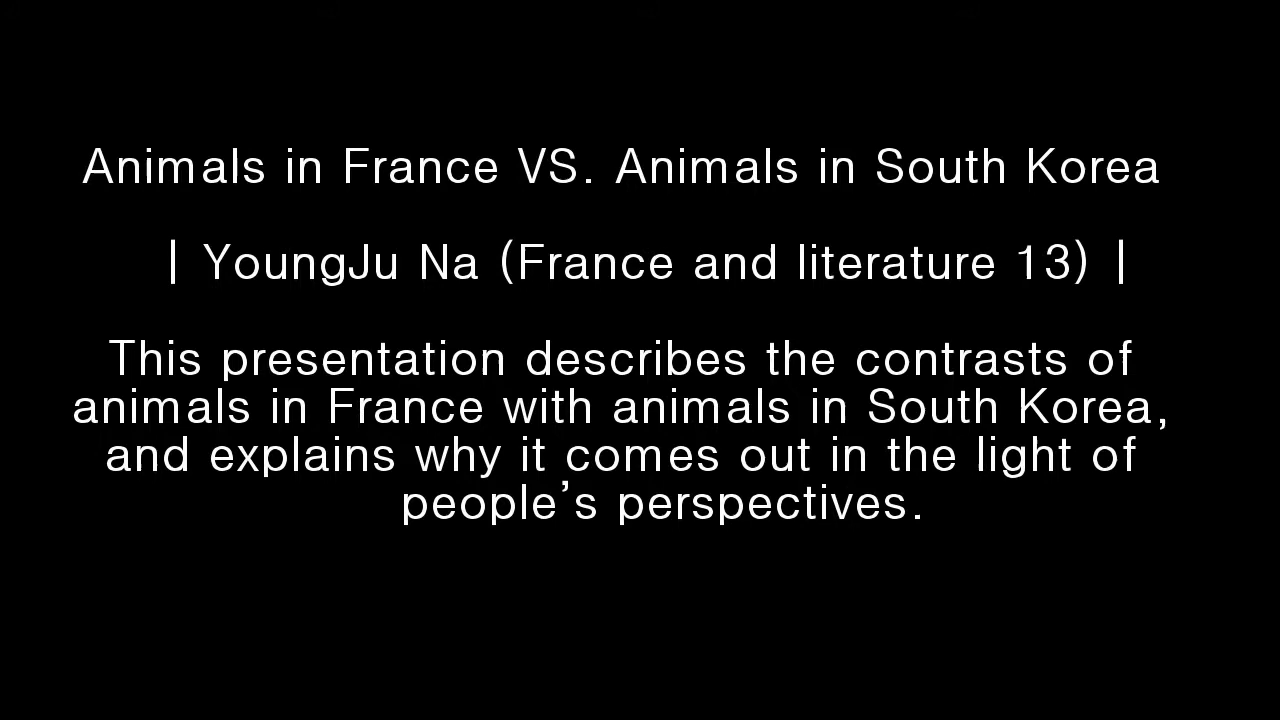 Animals in France VS. Animals in South Korea
| YoungJu Na (France and literature 13) |
This presentation describes the contrasts of
animals in France with animals in South Korea,
and explains why it comes out in the light of
people’s perspectives.